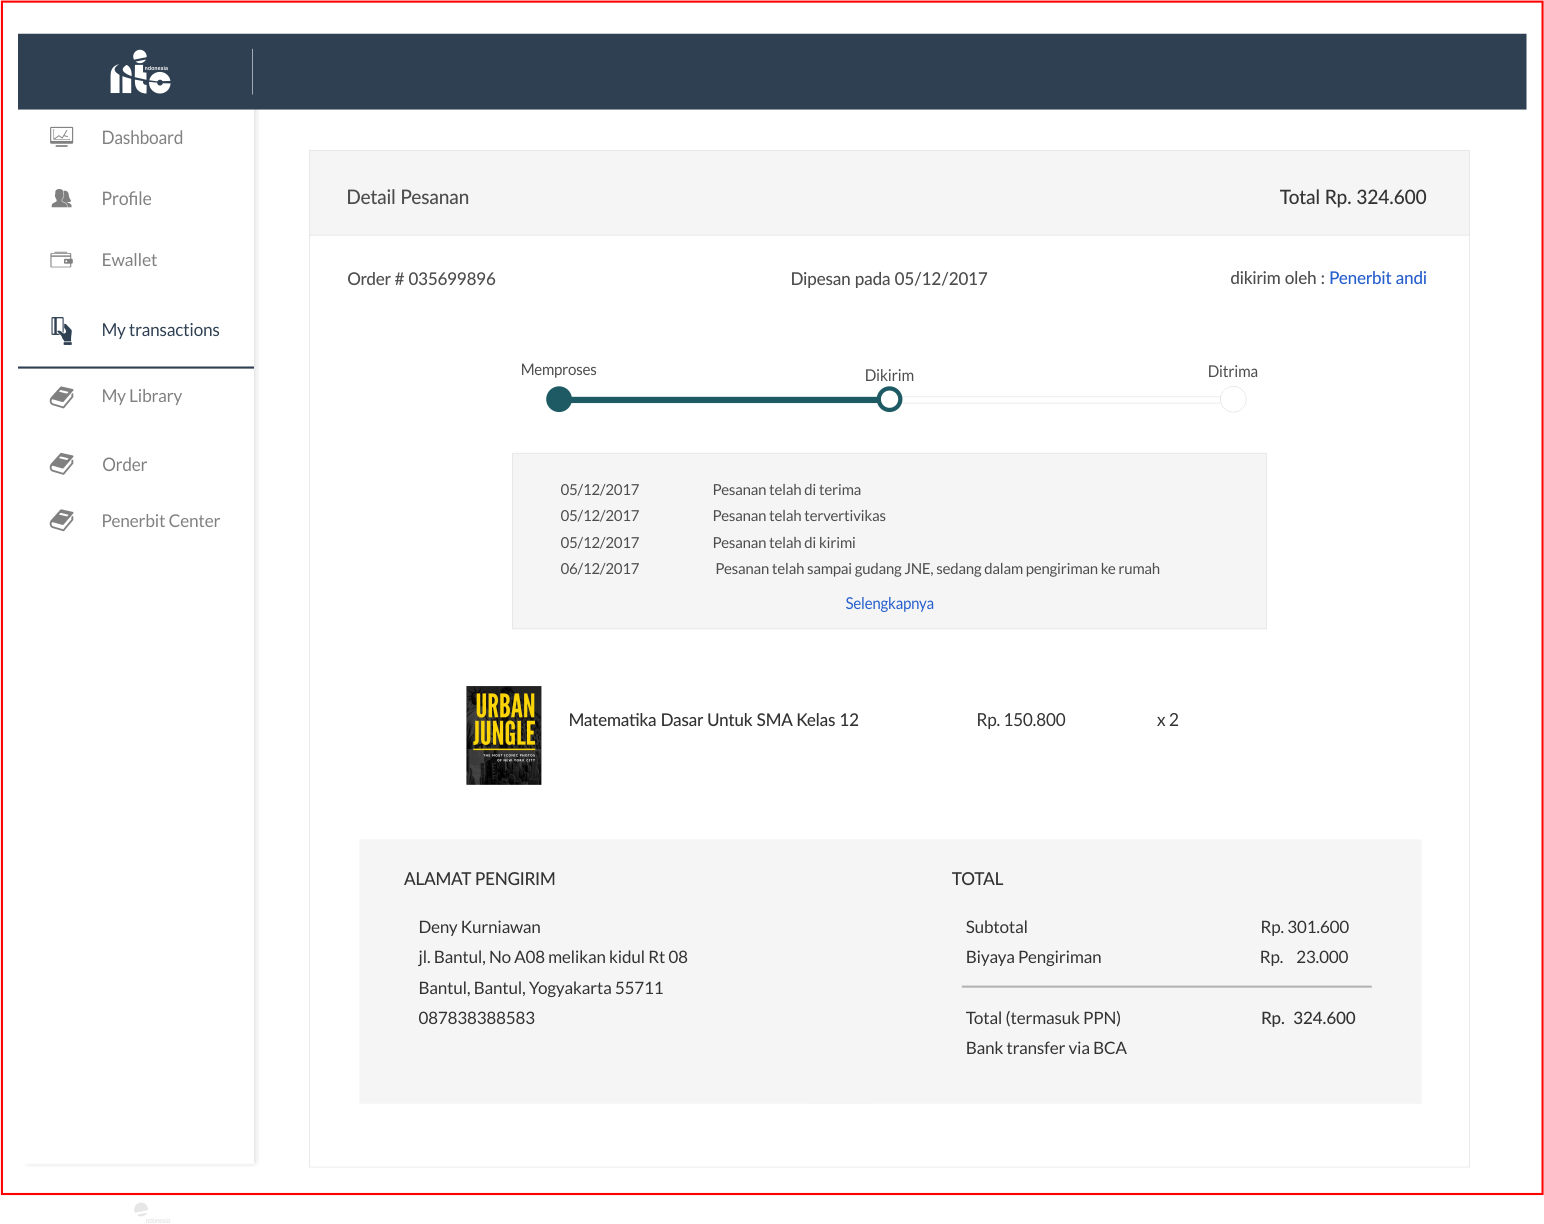 lito
indonesia
Dashboard
Profile
Ewallet
My transactions
My Library
Order
Penerbit Center
Detail Pesanan Total Rp. 324.600
Order # 035699896 Dipesan pada 05/12/2017 dikirim oleh : Penerbit andi
Memproses Dikirim Ditrima
05/12/2017 Pesanan telah di terima
05/12/2017 Pesanan telah tervertivikas
05/12/2017 Pesanan telah di kirimi
06/12/2017 Pesanan telah sampai gudang JNE, sedang dalam pengiriman ke rumah
Selengkapnya
URBAN
JUNGLE
THE MOST ICONIC PHOTOS
OF NEW YORK CITY
Matematika Dasar Untuk SMA Kelas 12 Rp. 150.800 x 2
ALAMAT PENGIRIM
Deny Kurniawan
jl. Bantul, No A08 melikan kidul Rt 08
Bantul, Bantul, Yogyakarta 55711
087838388583
TOTAL
Subtotal Rp. 301.600
Biyaya Pengiriman Rp. 23.000
Total (termasuk PPN) Rp. 324.600
Bank transfer via BCA
indonesia